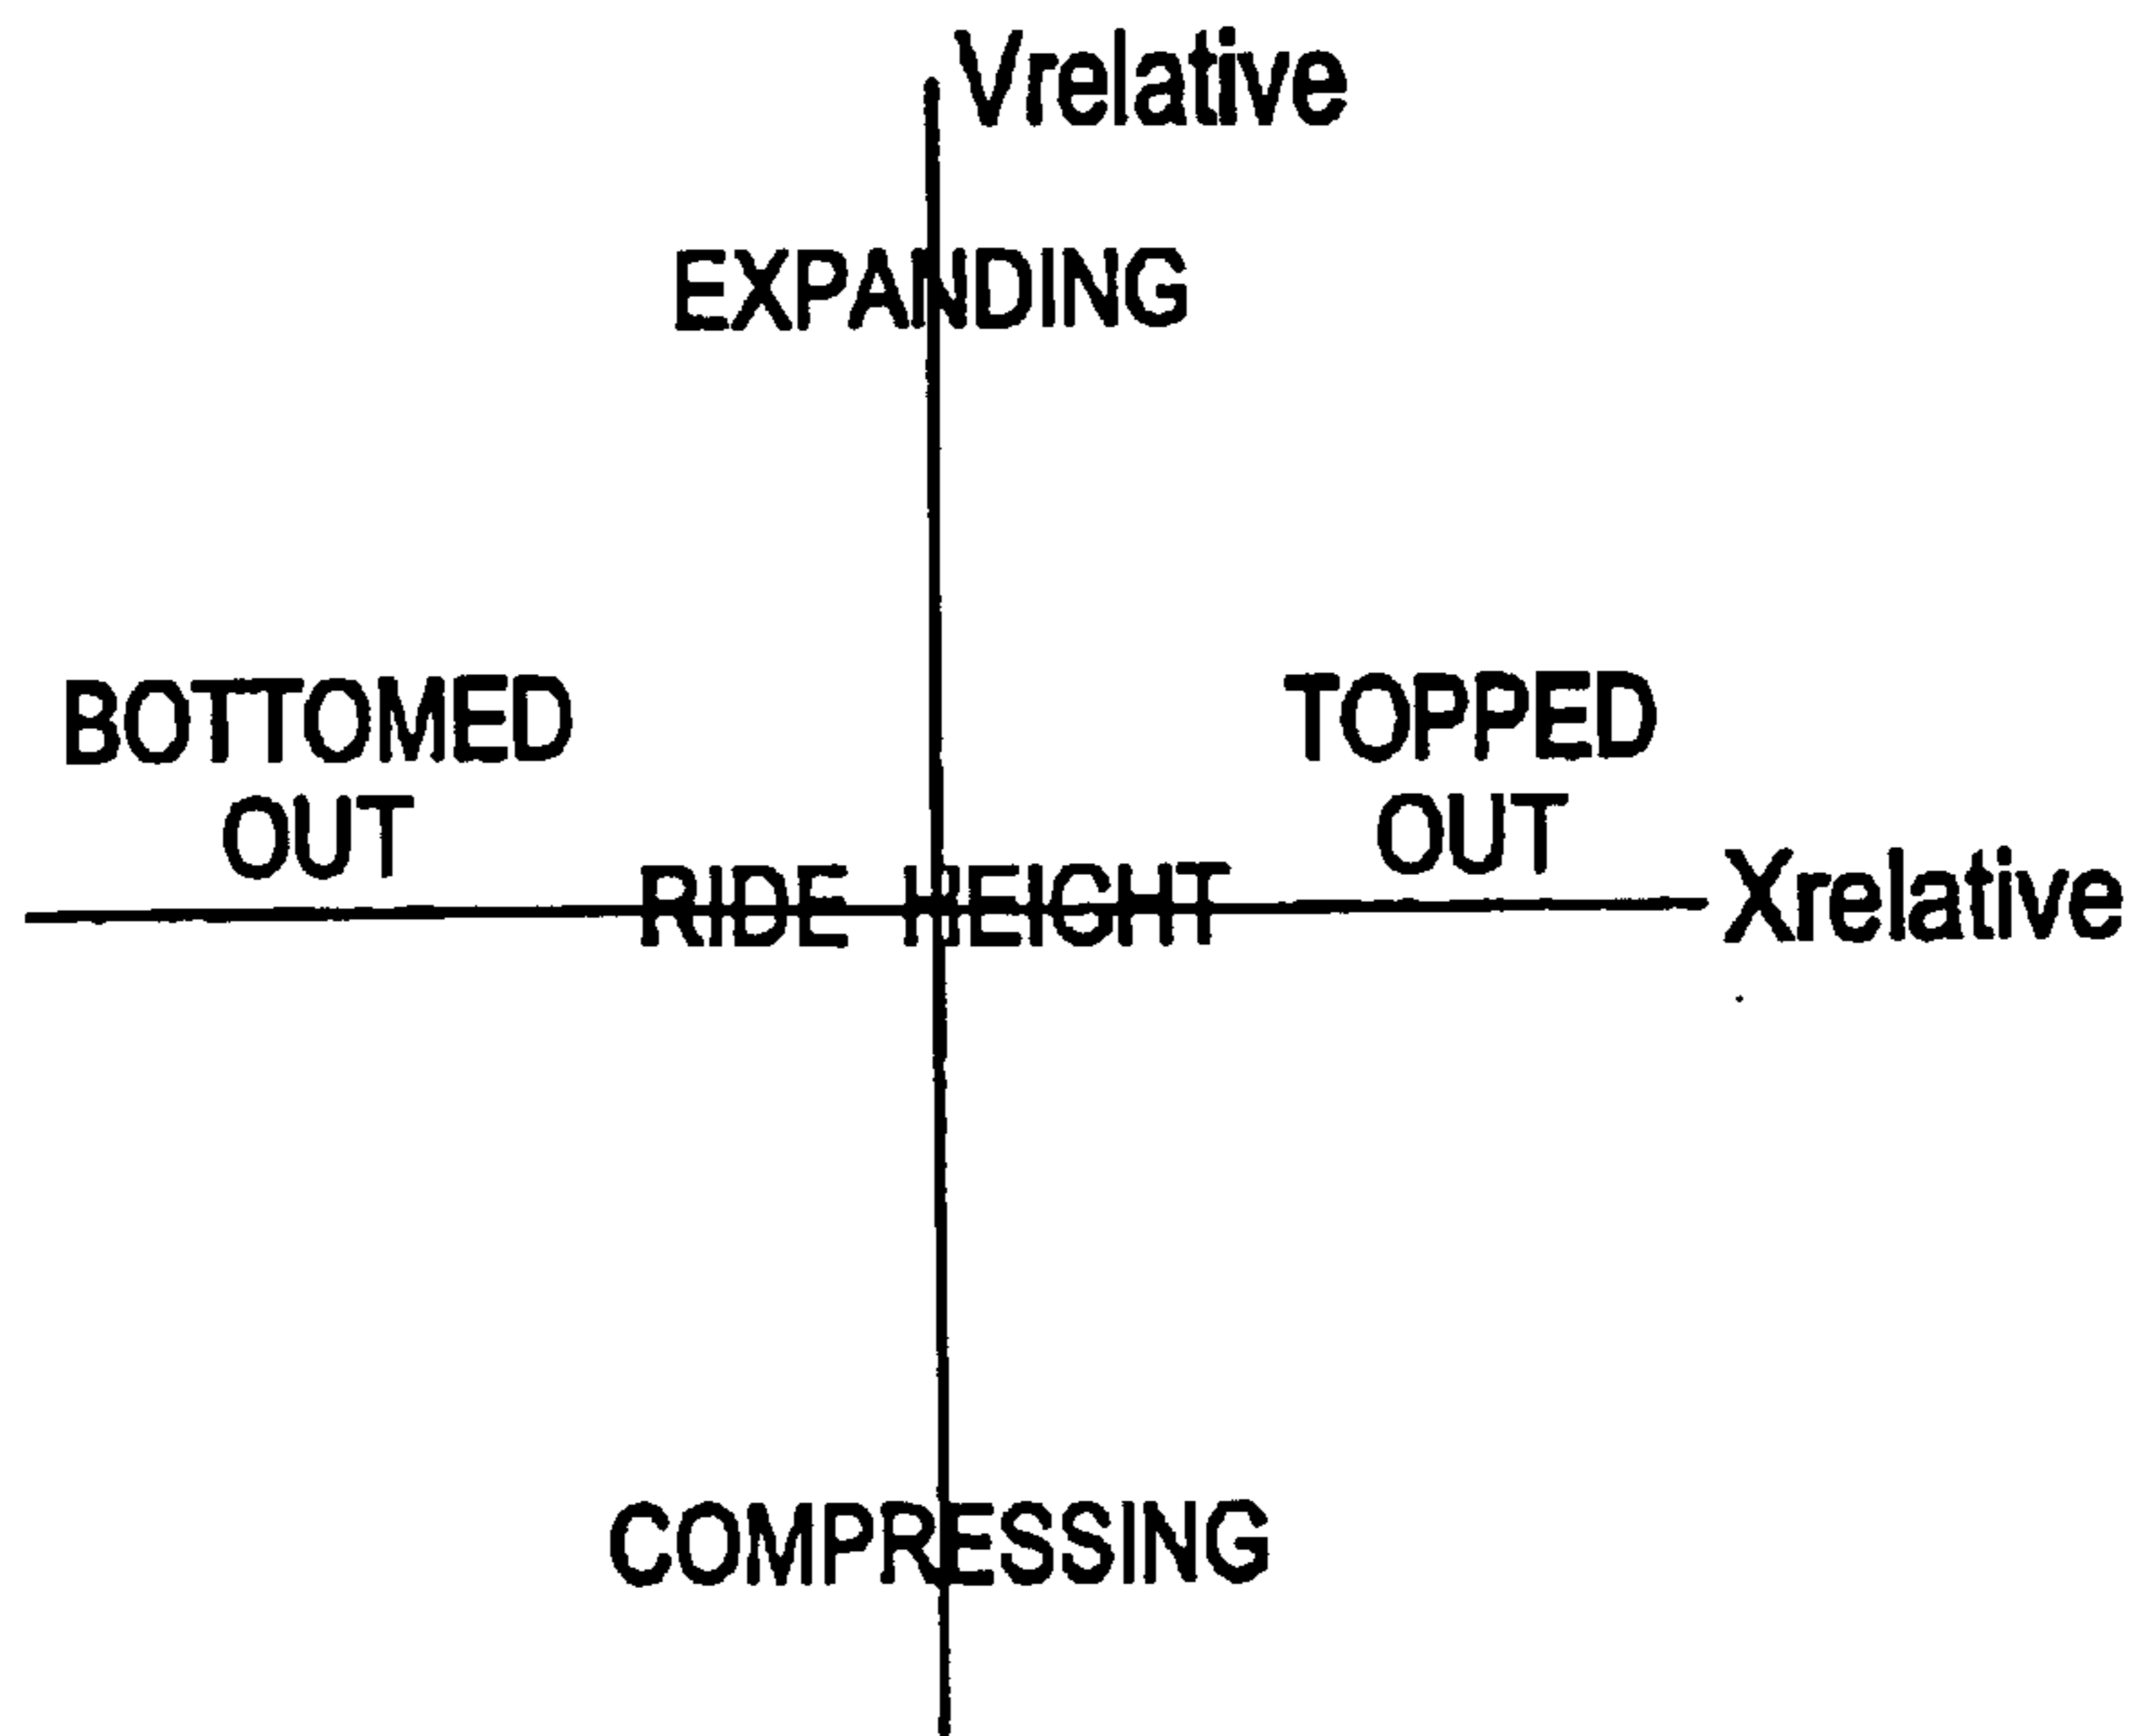 Vrelative
EXPANDING
BOTTOMED
OUT
TOPPED
OUT
RIDE HEIGHT
Xrelative
COMPRESSING